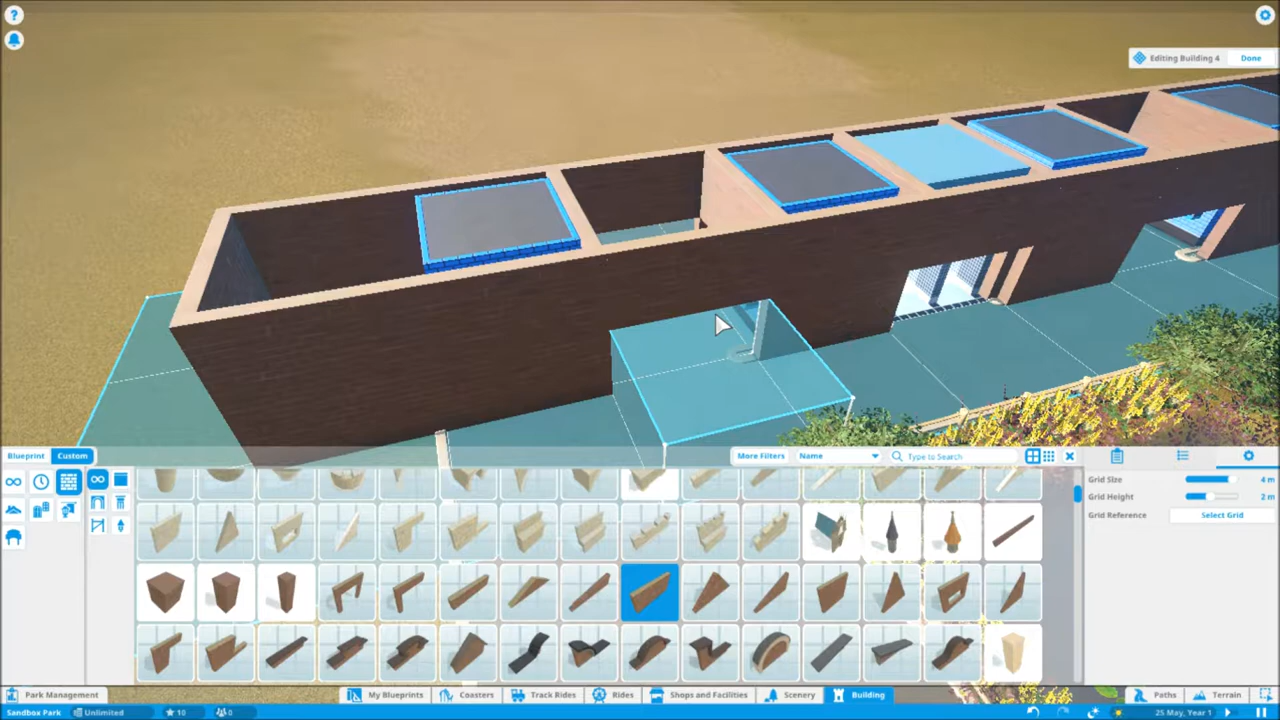 ?
Editing Building 4 Done
Blueprint Custom More Filters Name Type to Search
Grid Size 4 m
Grid Height 2 m
Grid Reference Select Grid
Park Management My Blueprints Coasters Track Rides Rides Shops and Facilities Scenery Building Paths Terrain
Sandbox Park Unlimited 10 0 25 May, Year 1